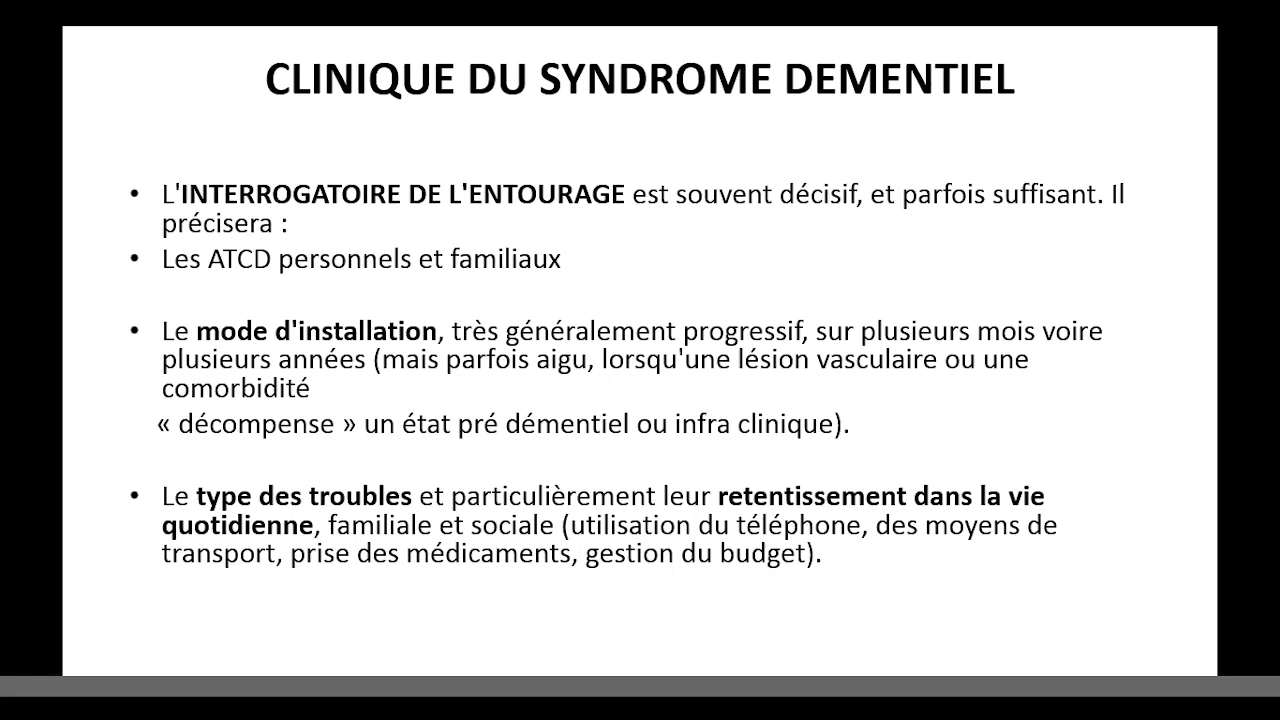 CLINIQUE DU SYNDROME DEMENTIEL
• L'INTERROGATOIRE DE L'ENTOURAGE est souvent décisif, et parfois suffisant. Il
précisera :
• Les ATCD personnels et familiaux
• Le mode d'installation, très généralement progressif, sur plusieurs mois voire
plusieurs années (mais parfois aigu, lorsqu'une lésion vasculaire ou une
comorbidité
« décompense » un état pré démentiel ou infra clinique).
• Le type des troubles et particulièrement leur retentissement dans la vie
quotidienne, familiale et sociale (utilisation du téléphone, des moyens de
transport, prise des médicaments, gestion du budget).